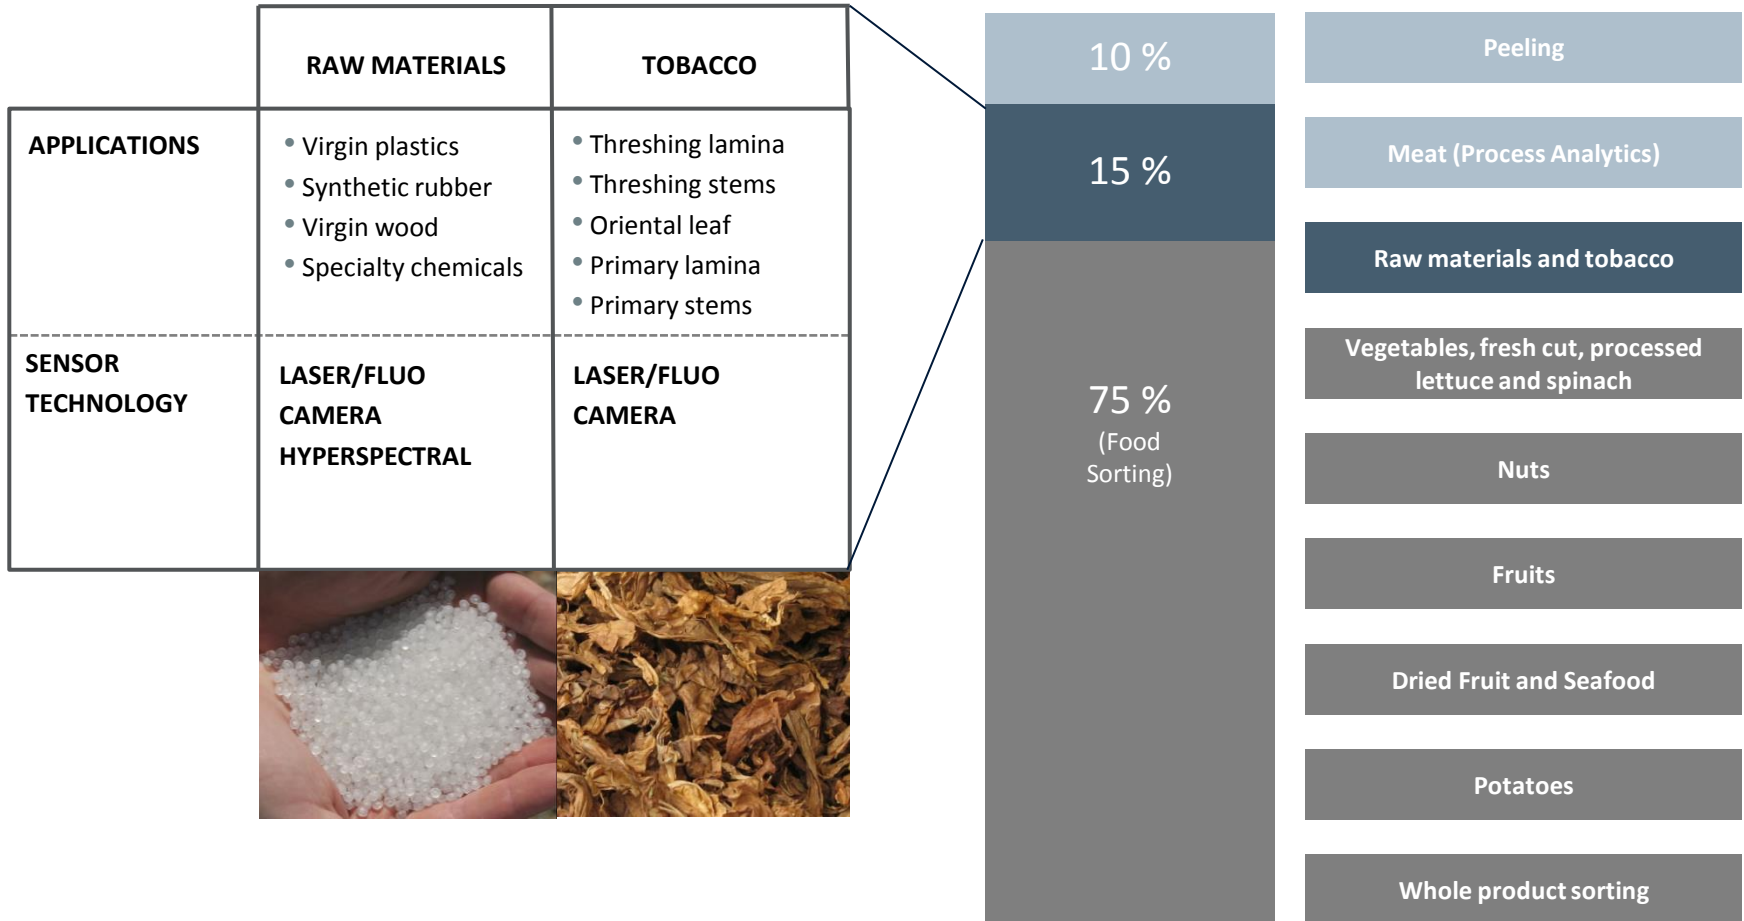 RAW MATERIALS
TOBACCO
APPLICATIONS
• Virgin plastics
• Synthetic rubber
• Virgin wood
• Specialty chemicals
• Threshing lamina
• Threshing stems
• Oriental leaf
• Primary lamina
• Primary stems
SENSOR
TECHNOLOGY
LASER/FLUO
CAMERA
HYPERSPECTRAL
LASER/FLUO
CAMERA
10 %
15 %
75 %
(Food
Sorting)
Peeling
Meat (Process Analytics)
Raw materials and tobacco
Vegetables, fresh cut, processed
lettuce and spinach
Nuts
Fruits
Dried Fruit and Seafood
Potatoes
Whole product sorting